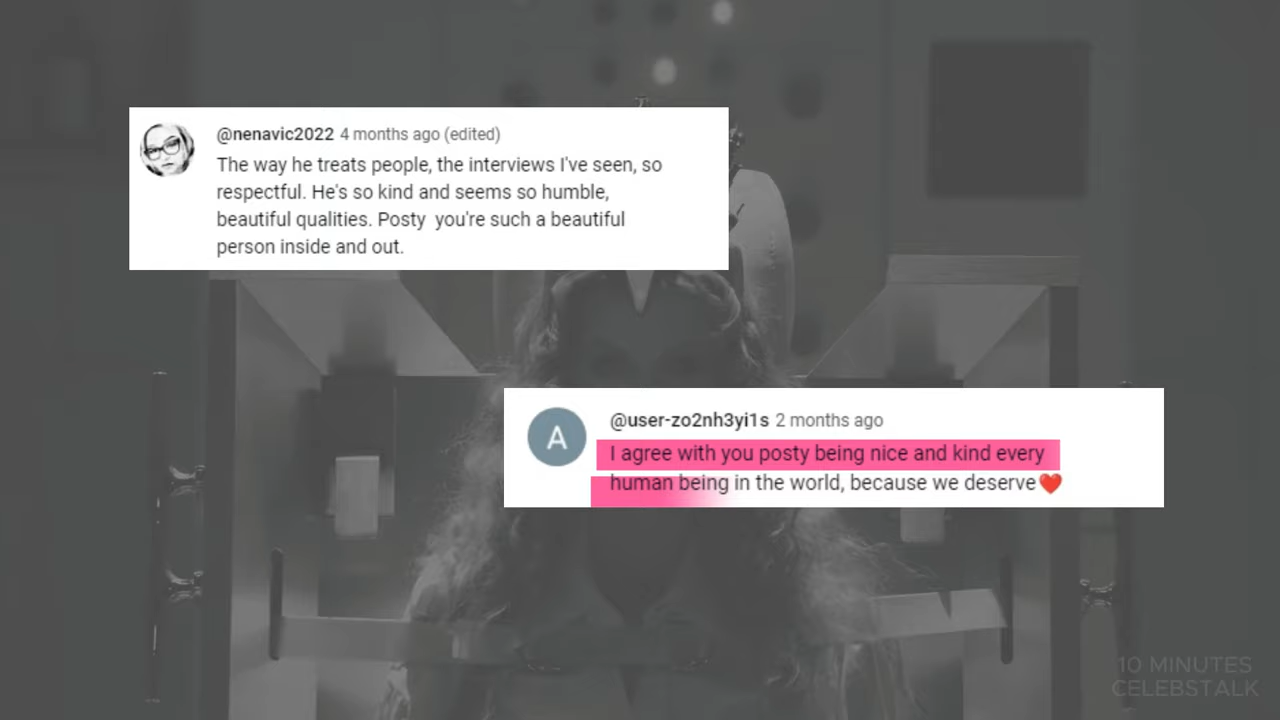 @nenavic2022 4 months ago (edited)
The way he treats people, the interviews I've seen, so
respectful. He's so kind and seems so humble,
beautiful qualities. Posty  you're such a beautiful
person inside and out.
A
@user-zo2nh3yi1s 2 months ago
I agree with you posty being nice and kind every
human being in the world, because we deserve❤️
10 MINUTES
CELEBSTALK